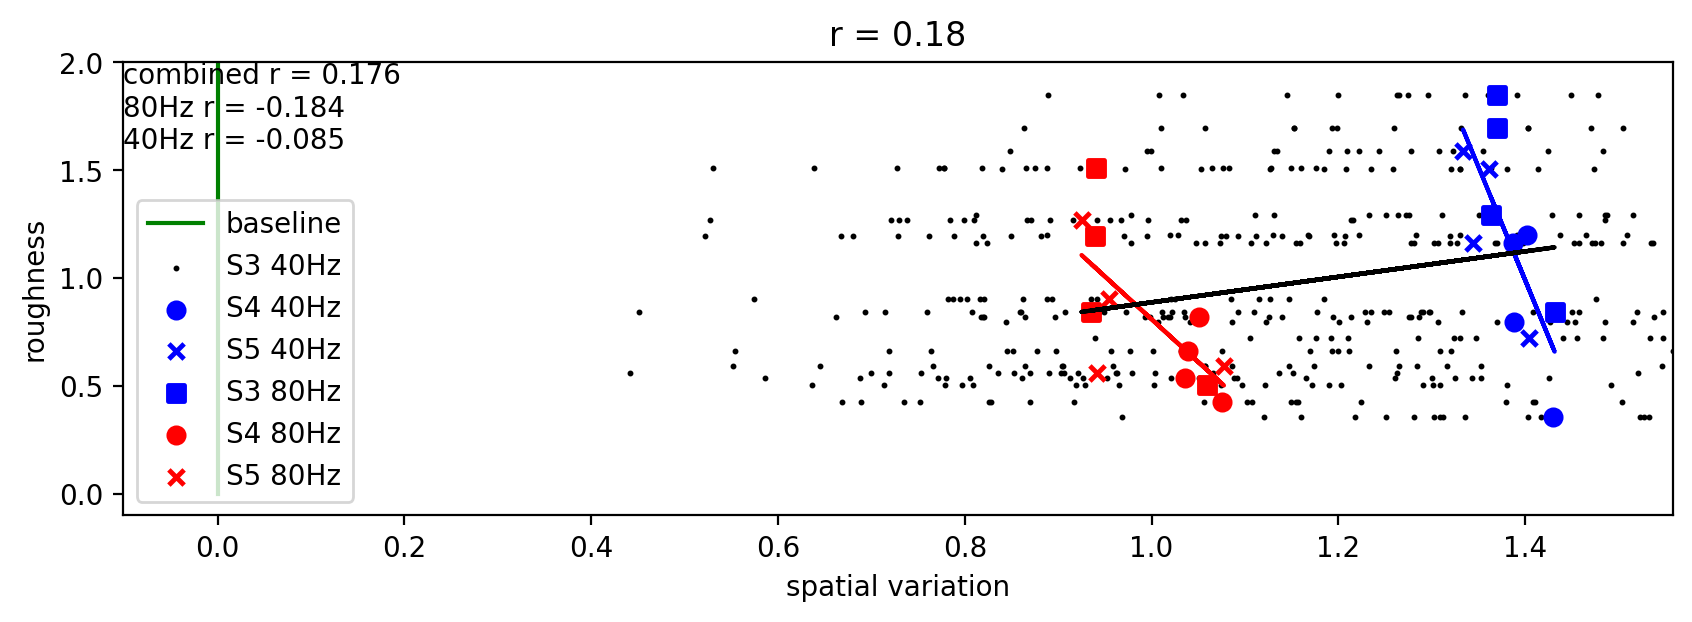 r = 0.18
combined r = 0.176
80Hz r = -0.184
40Hz r = -0.085
baseline
S3 40Hz
S4 40Hz
S5 40Hz
S3 80Hz
S4 80Hz
S5 80Hz
roughness
2.0
1.5
1.0
0.5
0.0
0.0 0.2 0.4 0.6 0.8 1.0 1.2 1.4
spatial variation